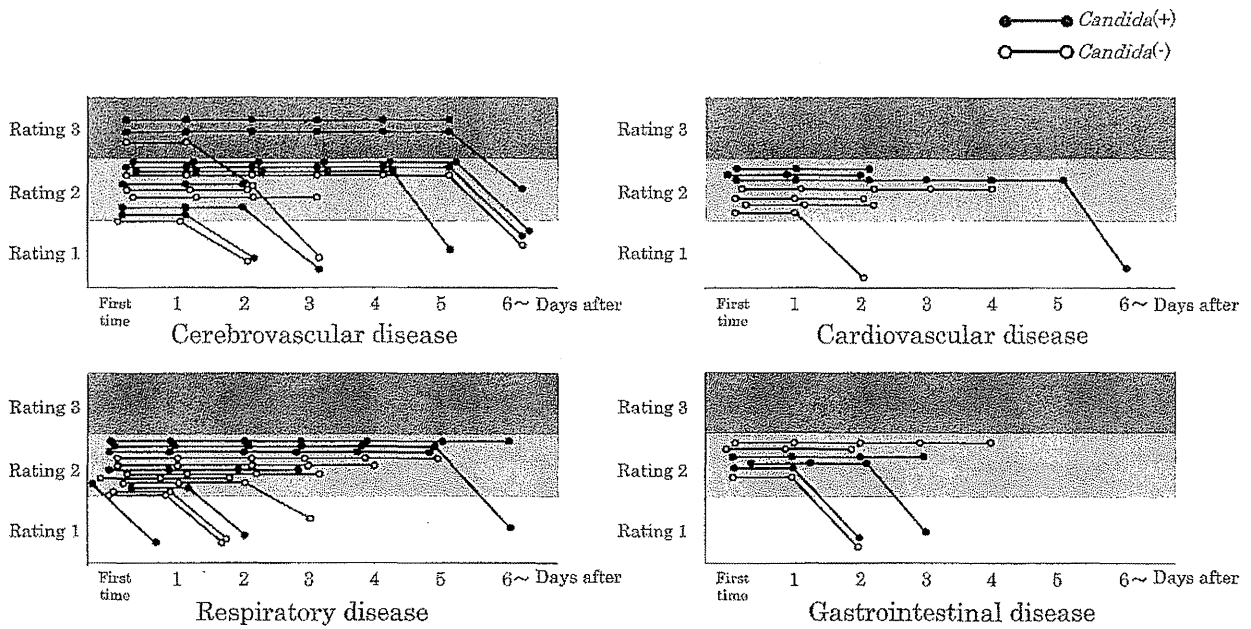 Candida(+)
Candida(-)
Rating 3
Rating 2
Rating 1
First time
1
2
3
4
5
6~ Days after
Cerebrovascular disease
Rating 3
Rating 2
Rating 1
First time
1
2
3
4
5
6~ Days after
Cardiovascular disease
Rating 3
Rating 2
Rating 1
First time
1
2
3
4
5
6~ Days after
Respiratory disease
Rating 3
Rating 2
Rating 1
First time
1
2
3
4
5
6~ Days after
Gastrointestinal disease